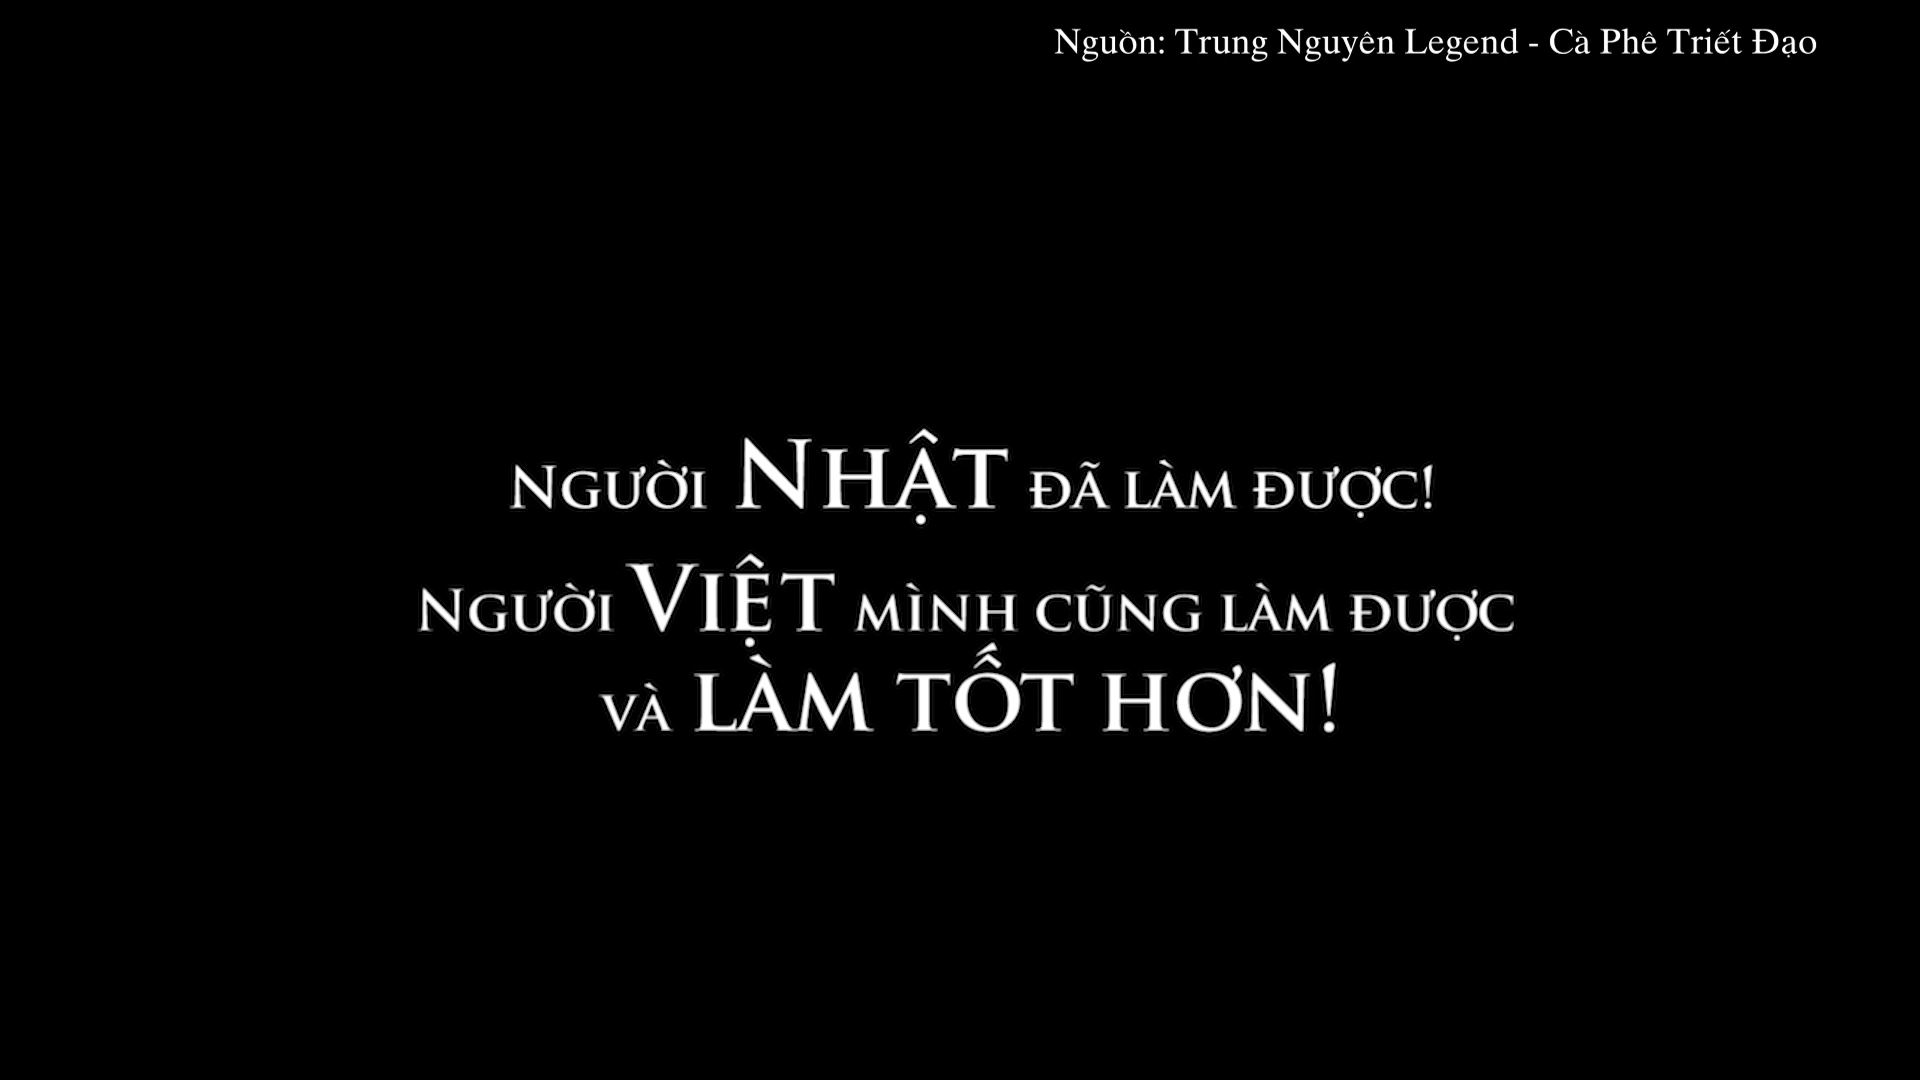 Nguồn: Trung Nguyên Legend - Cà Phê Triết Đạo
NGƯỜI NHẬT ĐÃ LÀM ĐƯỢC!
NGƯỜI VIỆT MÌNH CŨNG LÀM ĐƯỢC
VÀ LÀM TỐT HƠN!